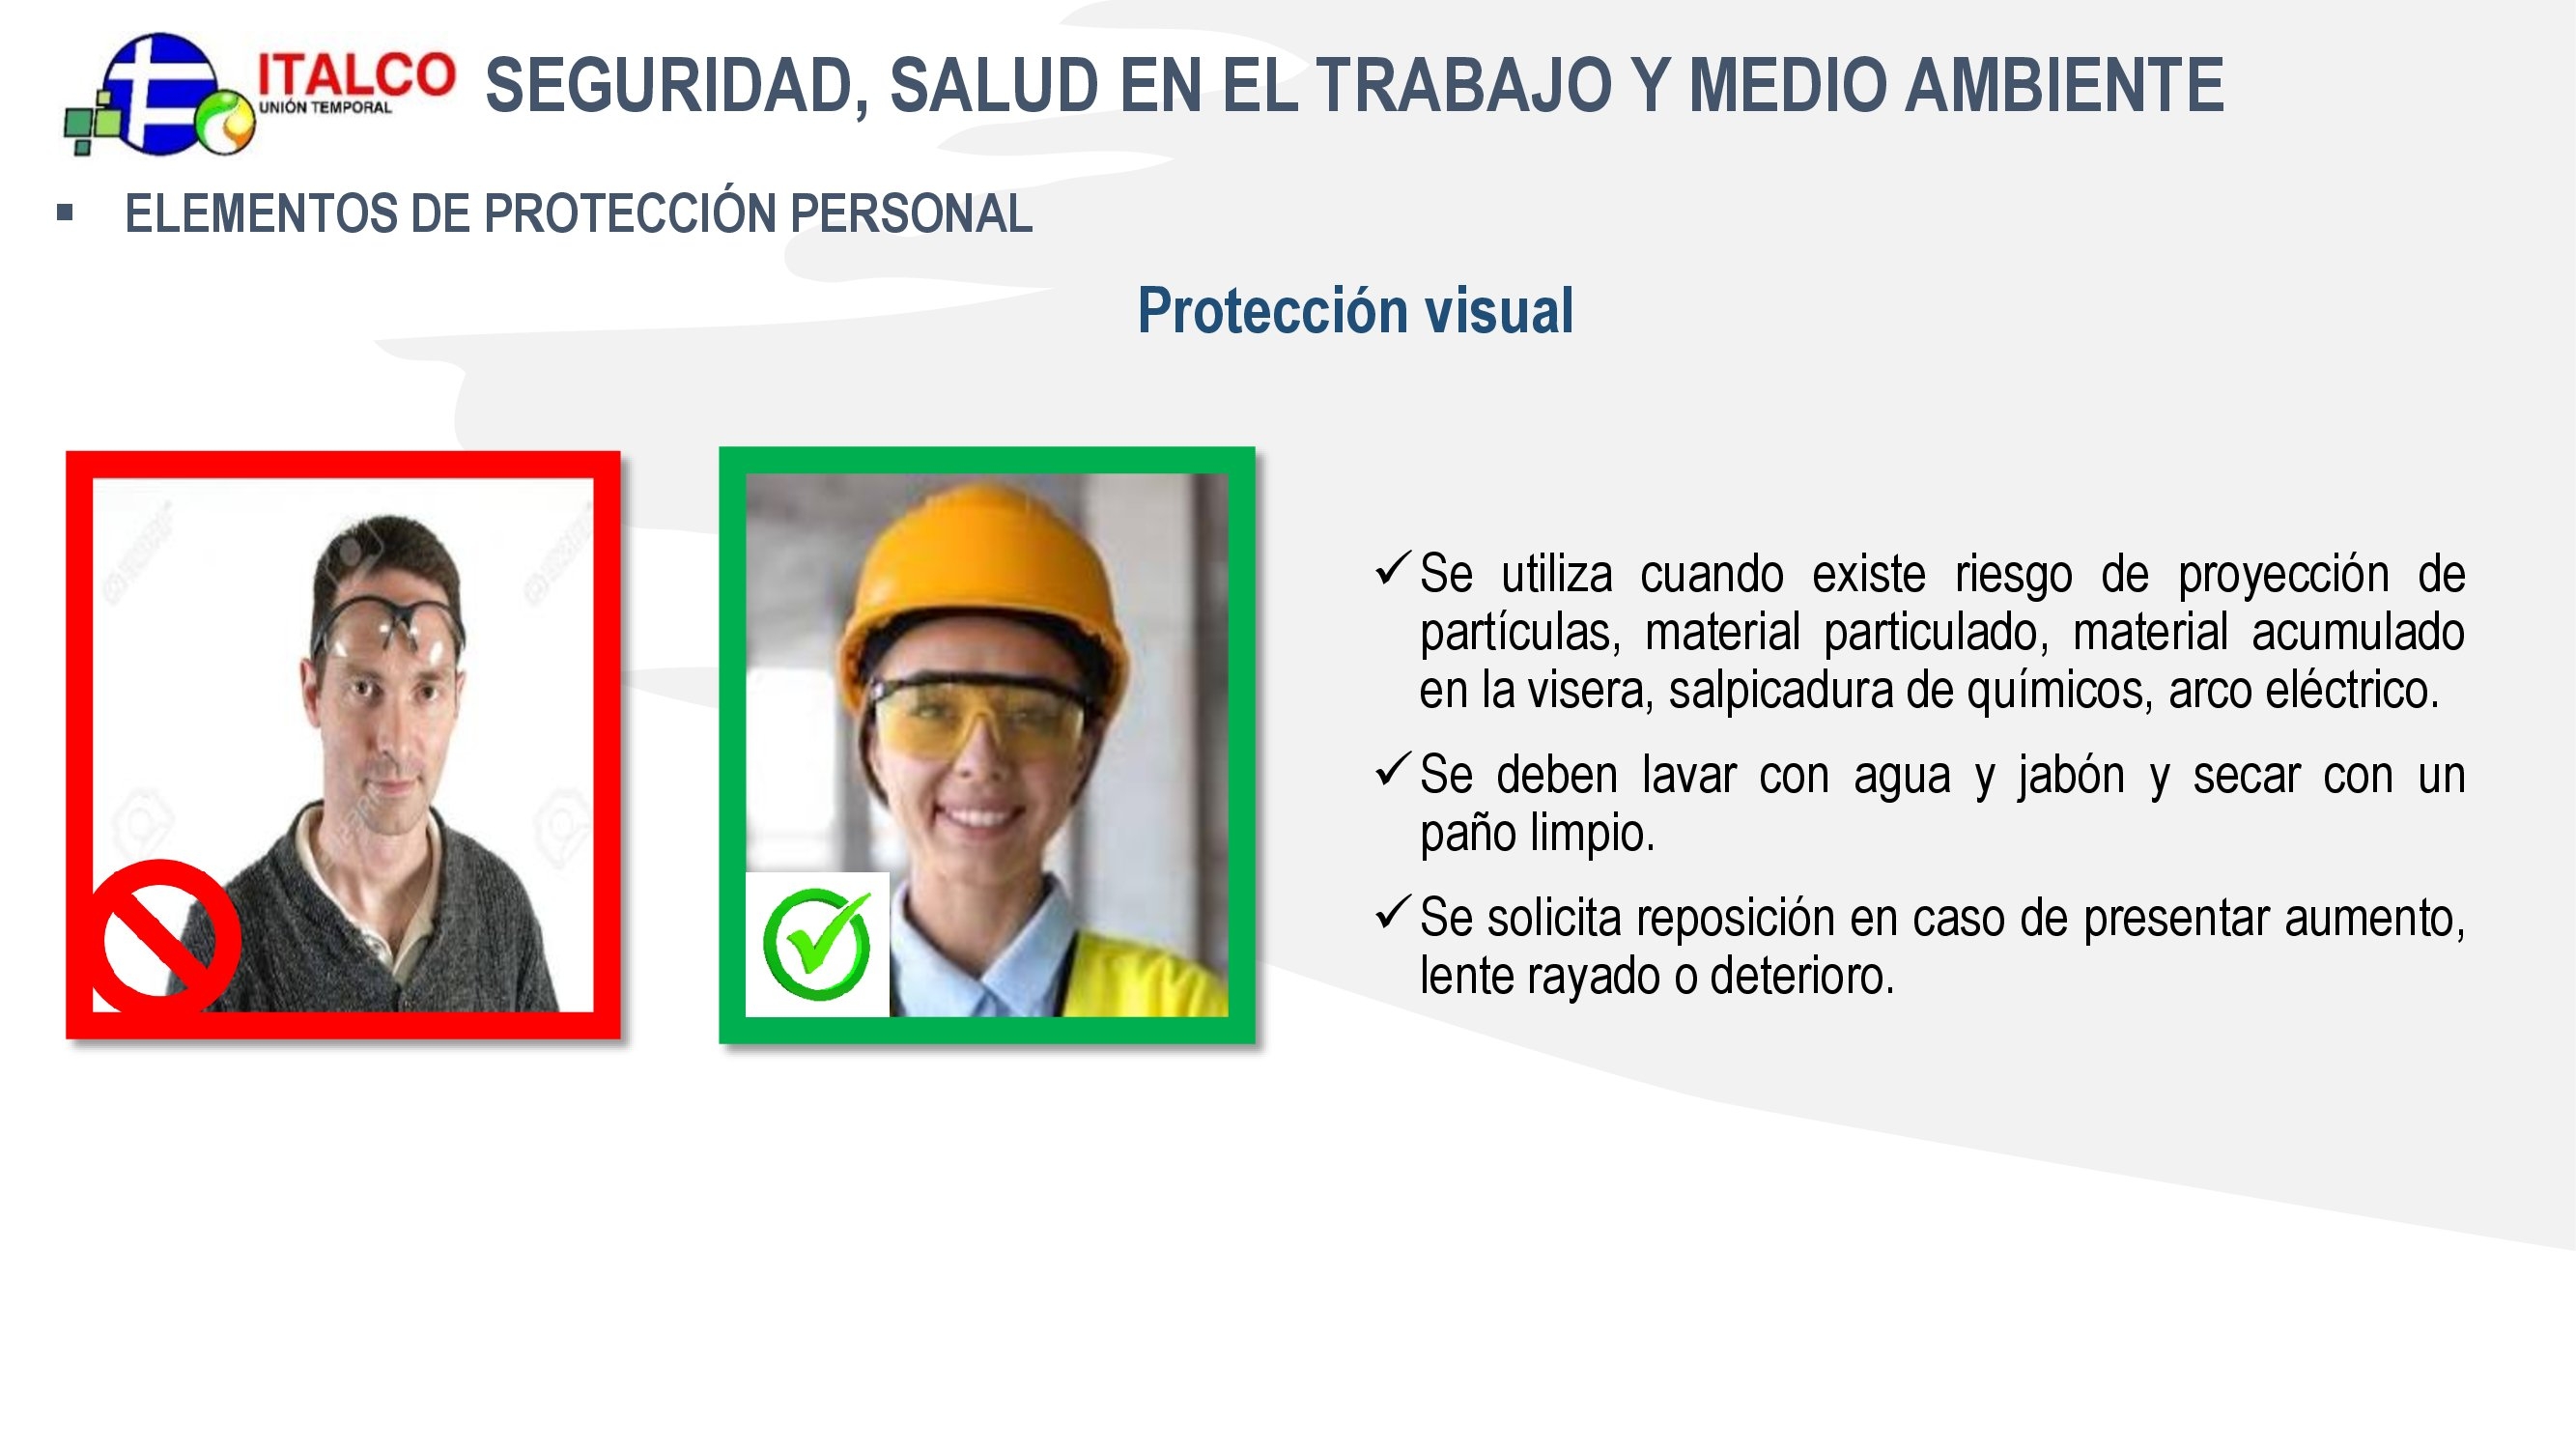 ITALCO
UNIÓN TEMPORAL
SEGURIDAD, SALUD EN EL TRABAJO Y MEDIO AMBIENTE
▪ ELEMENTOS DE PROTECCIÓN PERSONAL
Protección visual
✓ Se utiliza cuando existe riesgo de proyección de
partículas, material particulado, material acumulado
en la visera, salpicadura de químicos, arco eléctrico.
✓ Se deben lavar con agua y jabón y secar con un
paño limpio.
✓ Se solicita reposición en caso de presentar aumento,
lente rayado o deterioro.